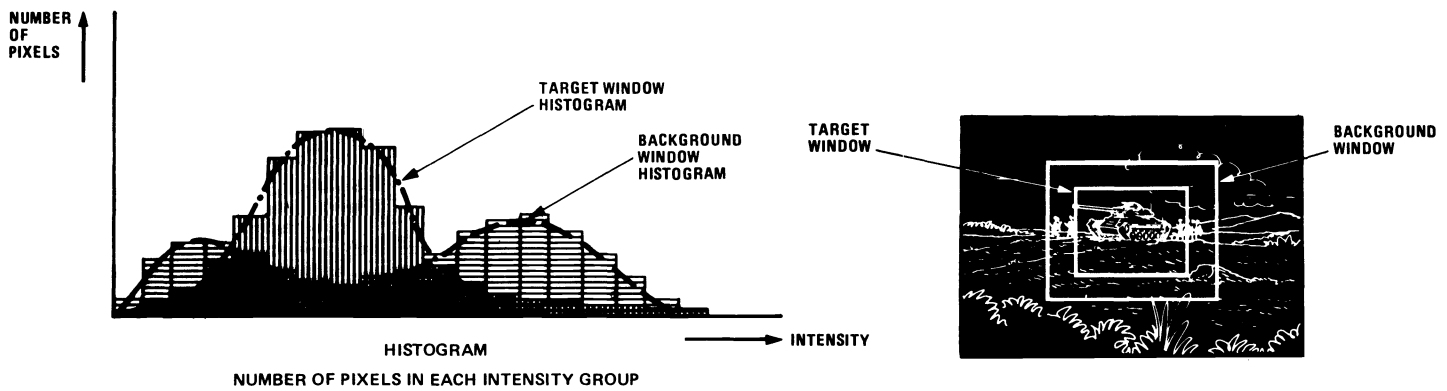 NUMBER
OF
PIXELS
TARGET WINDOW
HISTOGRAM
BACKGROUND
WINDOW
HISTOGRAM
INTENSITY
HISTOGRAM
NUMBER OF PIXELS IN EACH INTENSITY GROUP
TARGET
WINDOW
BACKGROUND
WINDOW